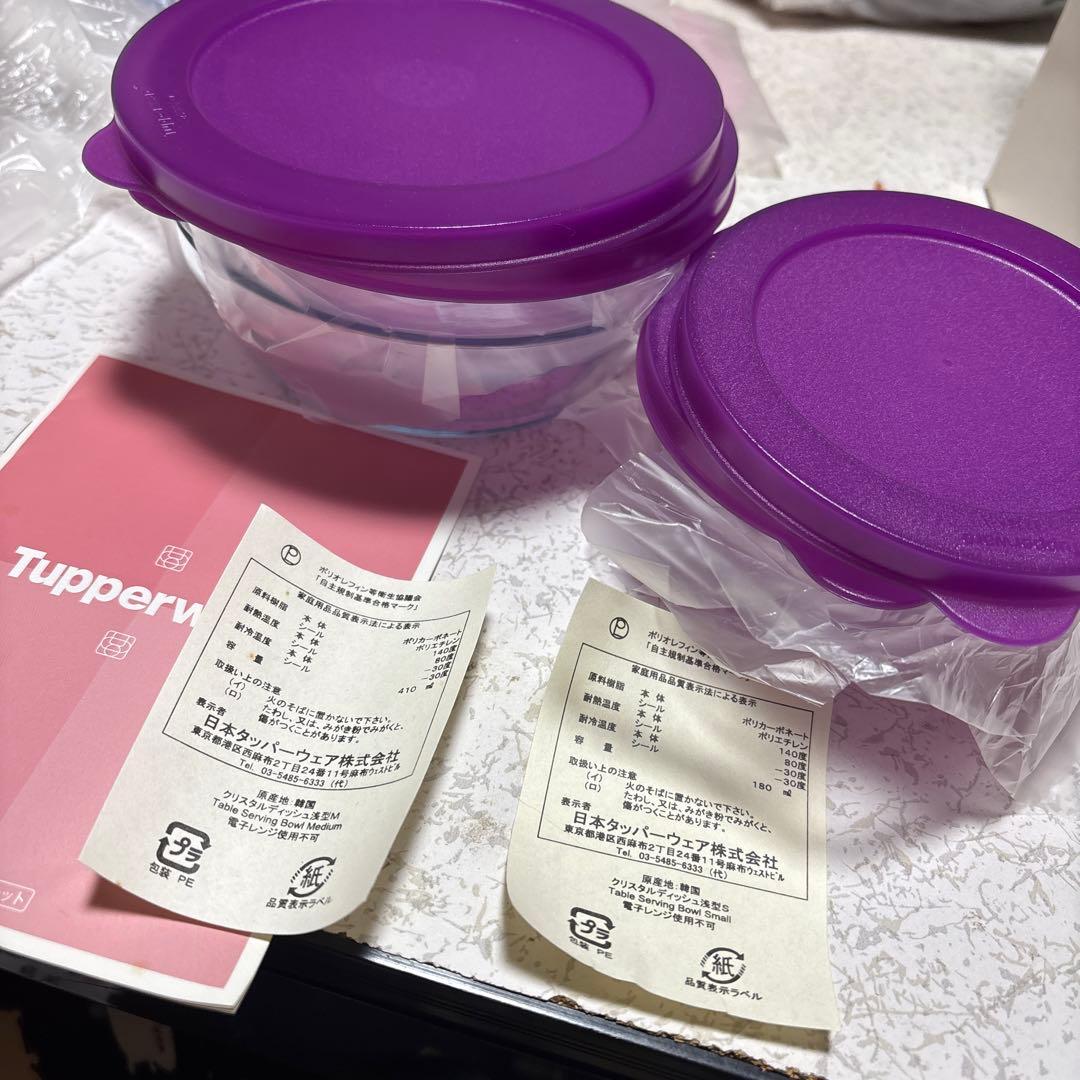 Tupperw
ット
ポリオレフィン等衛生協議会
「自主規制基準合格マーク」
家庭用品品質表示法による表示
原料樹脂 本体 ポリカーボネート
シール ポリエチレン
耐熱温度 本体 140度
シール 80度
耐冷温度 本体 −30度
シール −30度
容量 410 ㎖
取扱い上の注意
(イ) 火のそばに置かないで下さい。
(ロ) たわし、又は、みがき粉でみがくと、
傷がつくことがあります。
表示者 日本タッパーウェア株式会社
東京都港区西麻布2丁目24番11号麻布ウェストビル
Tel. 03-5485-6333 (代)
原産地:韓国
クリスタルディッシュ浅型M
Table Serving Bowl Medium
電子レンジ使用不可
プラ
包装 PE
紙
品質表示ラベル
ポリオレフィン等
「自主規制基準合格マーク」
家庭用品品質表示法による表示
原料樹脂 本体 ポリカーボネート
シール ポリエチレン
耐熱温度 本体 140度
シール 80度
耐冷温度 本体 −30度
シール −30度
容量 180 ㎖
取扱い上の注意
(イ) 火のそばに置かないで下さい。
(ロ) たわし、又は、みがき粉でみがくと、
傷がつくことがあります。
表示者 日本タッパーウェア株式会社
東京都港区西麻布2丁目24番11号麻布ウェストビル
Tel. 03-5485-6333 (代)
原産地:韓国
クリスタルディッシュ浅型S
Table Serving Bowl Small
電子レンジ使用不可
プラ
包装 PE
紙
品質表示ラベル